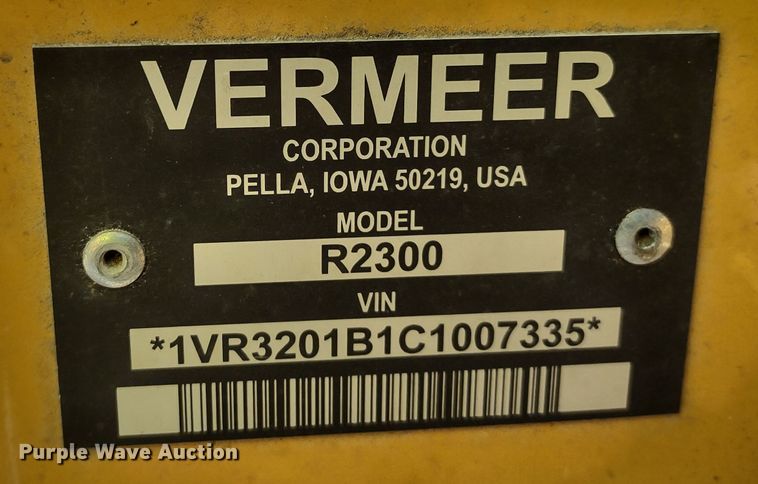 VERMEER
CORPORATION
PELLA, IOWA 50219, USA
MODEL
R2300
VIN
*1VR3201B1C1007335*
Purple Wave Auction